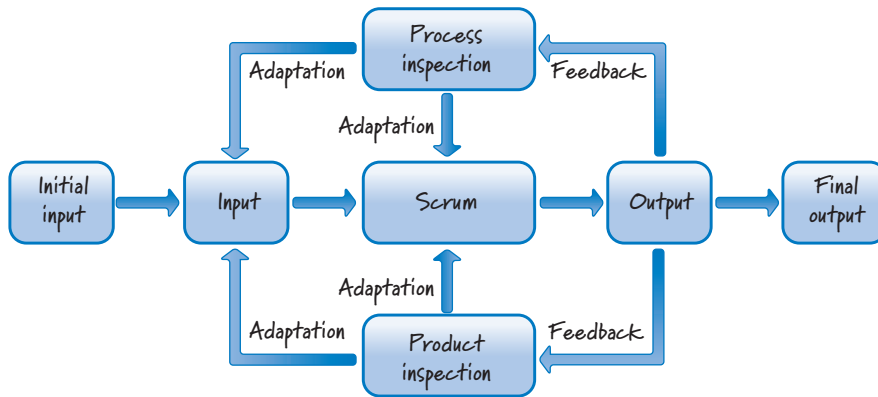 Process
inspection
Adaptation
Feedback
Adaptation
Initial
input
Input
Scrum
Output
Final
output
Adaptation
Adaptation
Feedback
Product
inspection